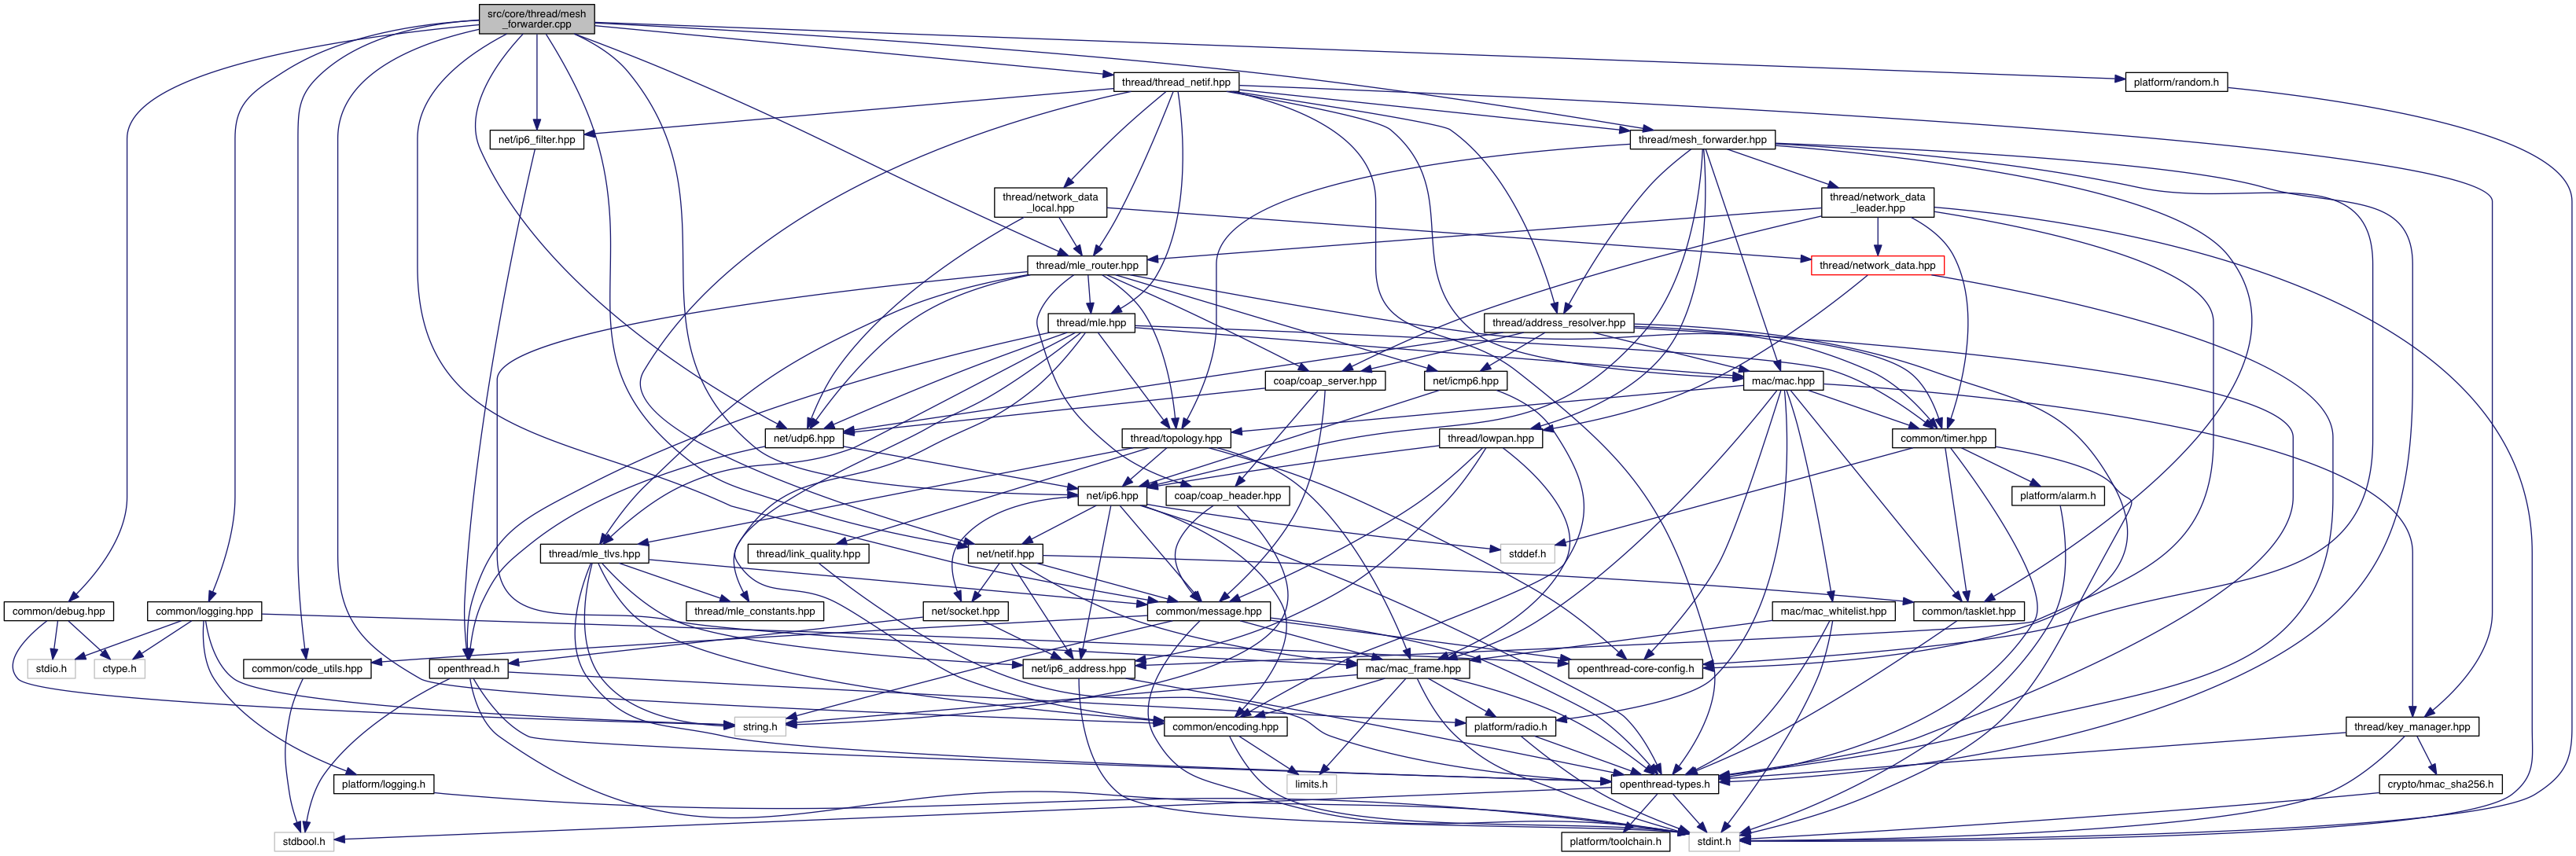 src/core/thread/mesh
_forwarder.cpp
thread/thread_netif.hpp
platform/random.h
net/ip6_filter.hpp
thread/mesh_forwarder.hpp
thread/network_data
_local.hpp
thread/network_data
_leader.hpp
thread/mle_router.hpp
thread/network_data.hpp
thread/mle.hpp
thread/address_resolver.hpp
coap/coap_server.hpp
net/icmp6.hpp
mac/mac.hpp
net/udp6.hpp
thread/topology.hpp
thread/lowpan.hpp
common/timer.hpp
net/ip6.hpp
coap/coap_header.hpp
platform/alarm.h
thread/mle_tlvs.hpp
thread/link_quality.hpp
net/netif.hpp
stddef.h
common/debug.hpp
common/logging.hpp
thread/mle_constants.hpp
net/socket.hpp
common/message.hpp
mac/mac_whitelist.hpp
common/tasklet.hpp
stdio.h
ctype.h
common/code_utils.hpp
openthread.h
net/ip6_address.hpp
mac/mac_frame.hpp
openthread-core-config.h
string.h
common/encoding.hpp
platform/radio.h
thread/key_manager.hpp
platform/logging.h
limits.h
openthread-types.h
crypto/hmac_sha256.h
stdbool.h
platform/toolchain.h
stdint.h